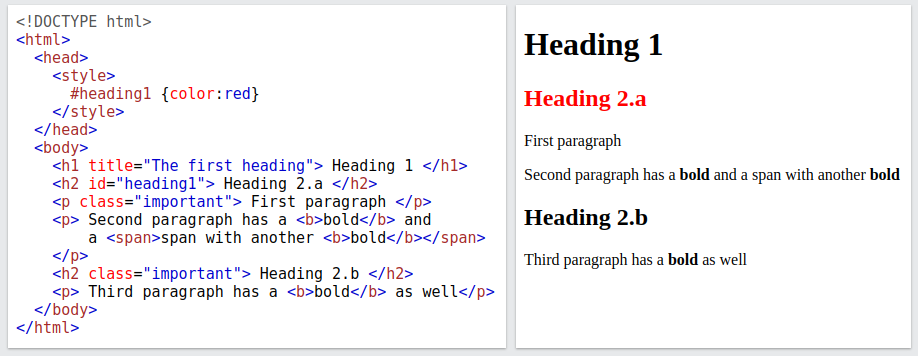 <!DOCTYPE html>
<html>
  <head>
    <style>
      #heading1 {color:red}
    </style>
  </head>
  <body>
    <h1 title="The first heading"> Heading 1 </h1>
    <h2 id="heading1"> Heading 2.a </h2>
    <p class="important"> First paragraph </p>
    <p> Second paragraph has a <b>bold</b> and
        a <span>span with another <b>bold</b></span>
    </p>
    <h2 class="important"> Heading 2.b </h2>
    <p> Third paragraph has a <b>bold</b> as well</p>
  </body>
</html>
Heading 1
Heading 2.a
First paragraph
Second paragraph has a bold and a span with another bold
Heading 2.b
Third paragraph has a bold as well